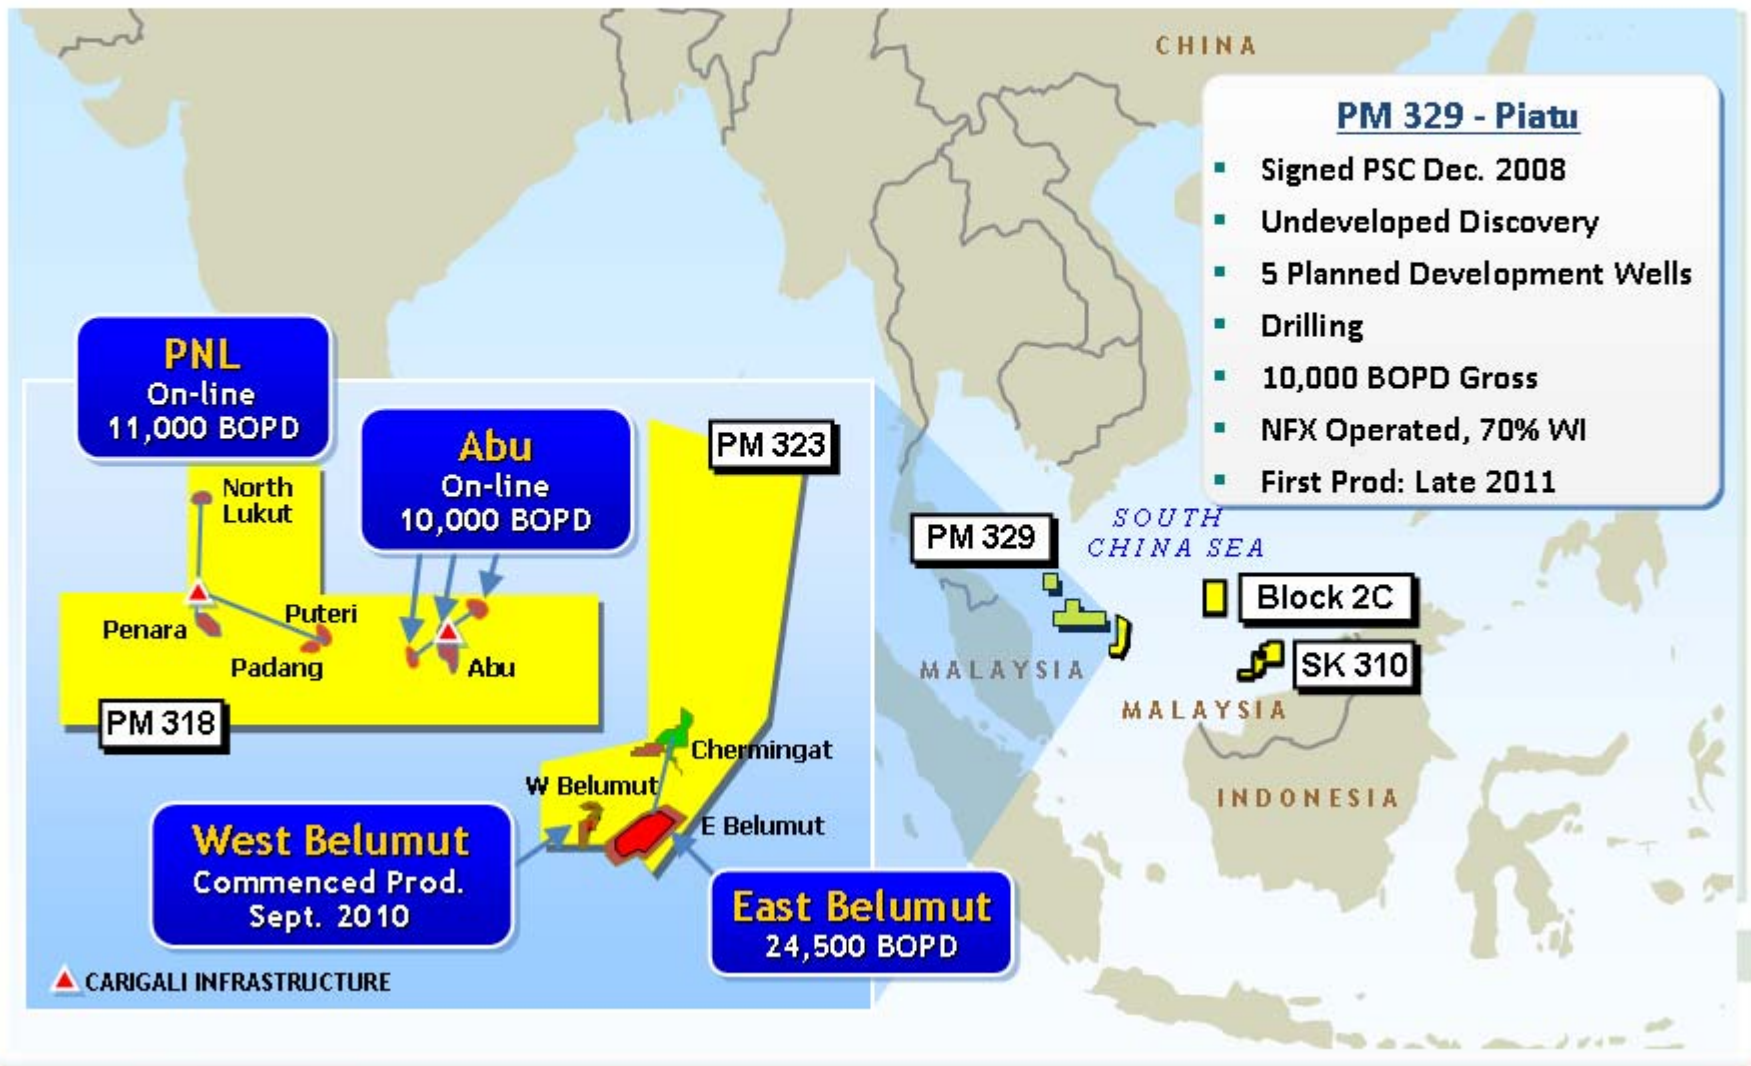 CHINA
PM 329 - Piatu
▪ Signed PSC Dec. 2008
▪ Undeveloped Discovery
▪ 5 Planned Development Wells
▪ Drilling
▪ 10,000 BOPD Gross
▪ NFX Operated, 70% WI
▪ First Prod: Late 2011
PNL
On-line
11,000 BOPD
Abu
On-line
10,000 BOPD
PM 323
North
Lukut
Penara
Puteri
Padang
Abu
PM 318
Chermingat
W Belumut
E Belumut
West Belumut
Commenced Prod.
Sept. 2010
East Belumut
24,500 BOPD
CARIGALI INFRASTRUCTURE
SOUTH
CHINA SEA
PM 329
Block 2C
SK 310
MALAYSIA
MALAYSIA
INDONESIA